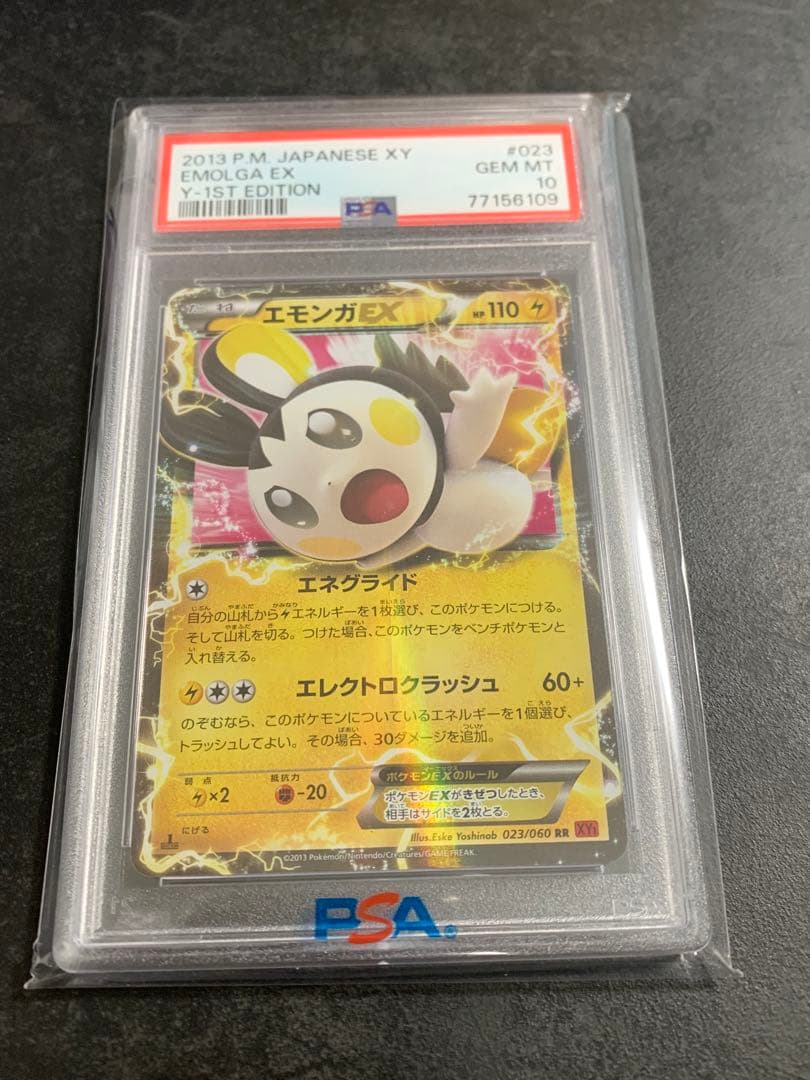 2013 P.M. JAPANESE XY #023
EMOLGA EX GEM MT
Y-1ST EDITION 10
PSA 77156109
たね エモンガEX HP110
エネグライド
自分の山札から エネルギーを1枚選び、このポケモンにつける。
そして山札を切る。つけた場合、このポケモンをベンチポケモンと
入れ替える。
エレクトロクラッシュ 60+
のぞむなら、このポケモンについているエネルギーを1個選び、
トラッシュしてよい。その場合、30ダメージを追加。
弱点 抵抗力
×2 -20
ポケモンEXのルール
ポケモンEXがきぜつしたとき、
相手はサイドを2枚とる。
にげる
Illus.Eske Yoshinob 023/060 RR XY1
©2013 Pokémon/Nintendo/Creatures/GAME FREAK.
PSA